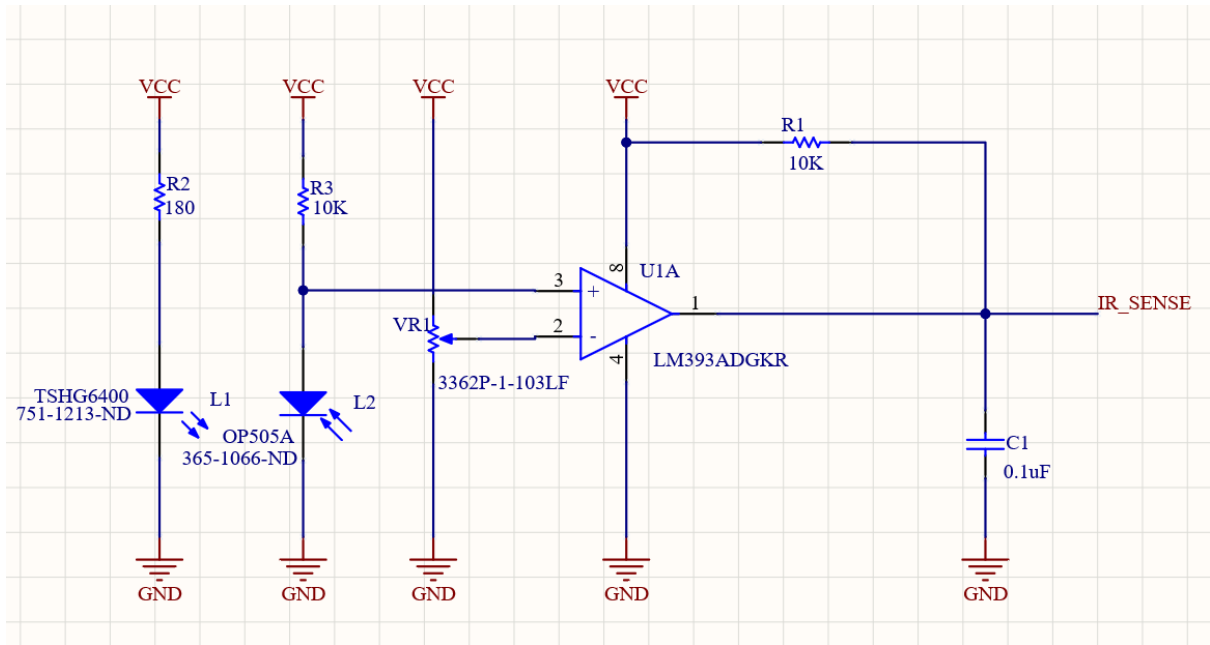 VCC
VCC
VCC
VCC
R1
10K
R2
180
R3
10K
8
U1A
3
+
1
IR_SENSE
VR1
2
-
4
LM393ADGKR
3362P-1-103LF
TSHG6400
751-1213-ND
L1
L2
OP505A
365-1066-ND
C1
0.1uF
GND
GND
GND
GND
GND